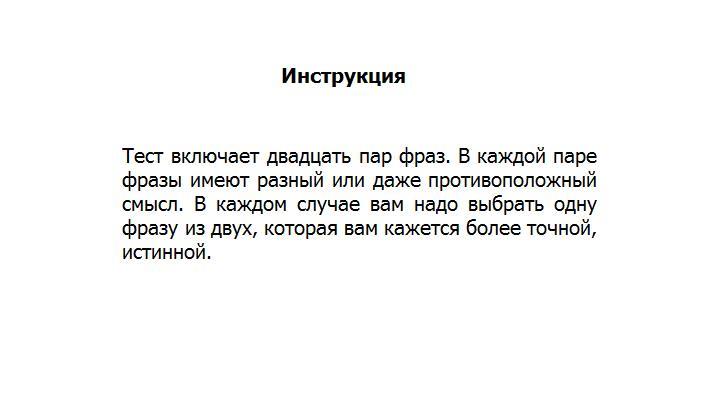 Инструкция
Тест включает двадцать пар фраз. В каждой паре
фразы имеют разный или даже противоположный
смысл. В каждом случае вам надо выбрать одну
фразу из двух, которая вам кажется более точной,
истинной.